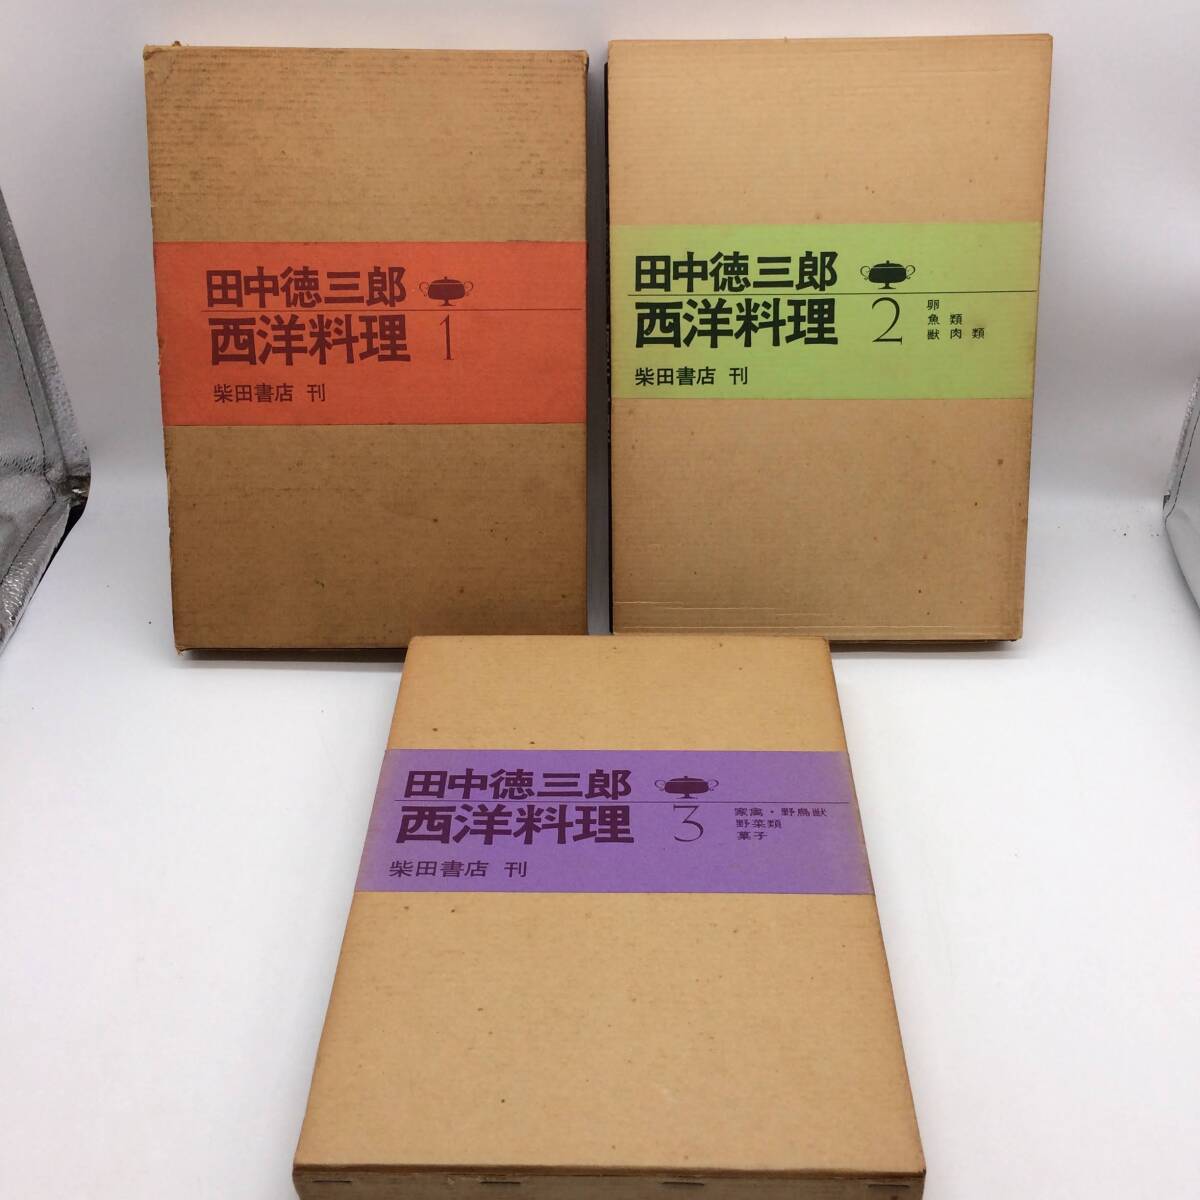 田中徳三郎
西洋料理 1
柴田書店 刊
田中徳三郎
西洋料理 2
卵
魚類
獣肉類
柴田書店 刊
田中徳三郎
西洋料理 3
家禽・野鳥獣
野菜類
菓子
柴田書店 刊